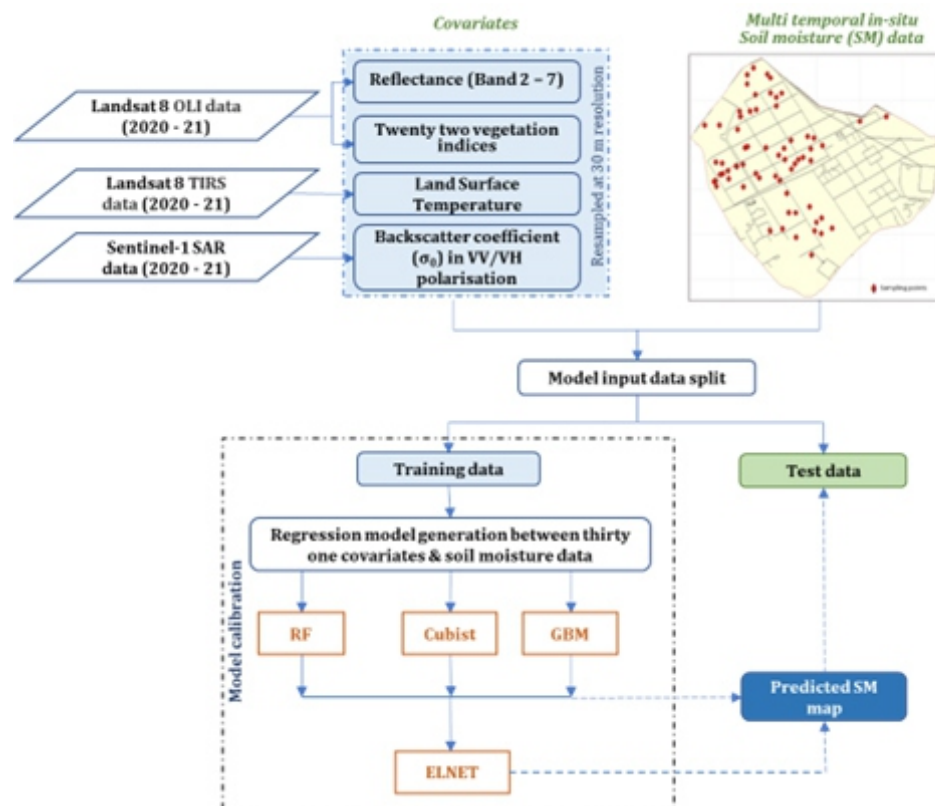 Covariates
Multi temporal in-situ
Soil moisture (SM) data
Landsat 8 OLI data
(2020 - 21)
Reflectance (Band 2 – 7)
Twenty two vegetation
indices
Landsat 8 TIRS
data (2020 - 21)
Land Surface
Temperature
Sentinel-1 SAR
data (2020 - 21)
Backscatter coefficient
(σ₀) in VV/VH
polarisation
Resampled at 30 m resolution
Sampling points
Model input data split
Training data
Test data
Regression model generation between thirty
one covariates & soil moisture data
Model calibration
RF
Cubist
GBM
Predicted SM
map
ELNET